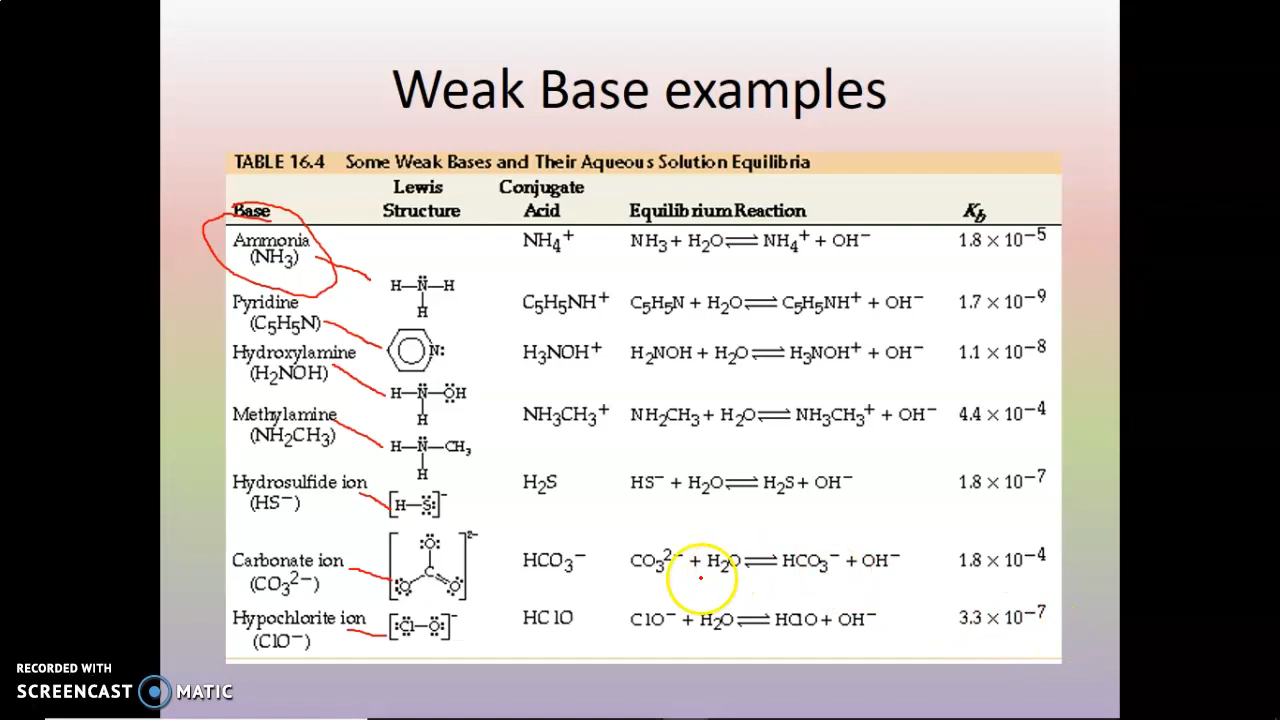 Weak Base examples
TABLE 16.4 Some Weak Bases and Their Aqueous Solution Equilibria
Lewis Conjugate
Base Structure Acid Equilibrium Reaction K_b
Ammonia NH₄⁺ NH₃ + H₂O ⇌ NH₄⁺ + OH⁻ 1.8 × 10⁻⁵
(NH₃)
H—N̈—H
H
Pyridine C₅H₅NH⁺ C₅H₅N + H₂O ⇌ C₅H₅NH⁺ + OH⁻ 1.7 × 10⁻⁹
(C₅H₅N)
N:
Hydroxylamine H₃NOH⁺ H₂NOH + H₂O ⇌ H₃NOH⁺ + OH⁻ 1.1 × 10⁻⁸
(H₂NOH)
H—N̈—ÖH
H
Methylamine NH₃CH₃⁺ NH₂CH₃ + H₂O ⇌ NH₃CH₃⁺ + OH⁻ 4.4 × 10⁻⁴
(NH₂CH₃)
H—N̈—CH₃
H
Hydrosulfide ion H₂S HS⁻ + H₂O ⇌ H₂S + OH⁻ 1.8 × 10⁻⁷
(HS⁻) [H—S̈:]⁻
:Ö: 2−
Carbonate ion HCO₃⁻ CO₃²⁻ + H₂O ⇌ HCO₃⁻ + OH⁻ 1.8 × 10⁻⁴
C
(CO₃²⁻) :O O:
Hypochlorite ion HClO ClO⁻ + H₂O ⇌ HClO + OH⁻ 3.3 × 10⁻⁷
(ClO⁻) [:Cl—O:]⁻
RECORDED WITH
SCREENCAST MATIC